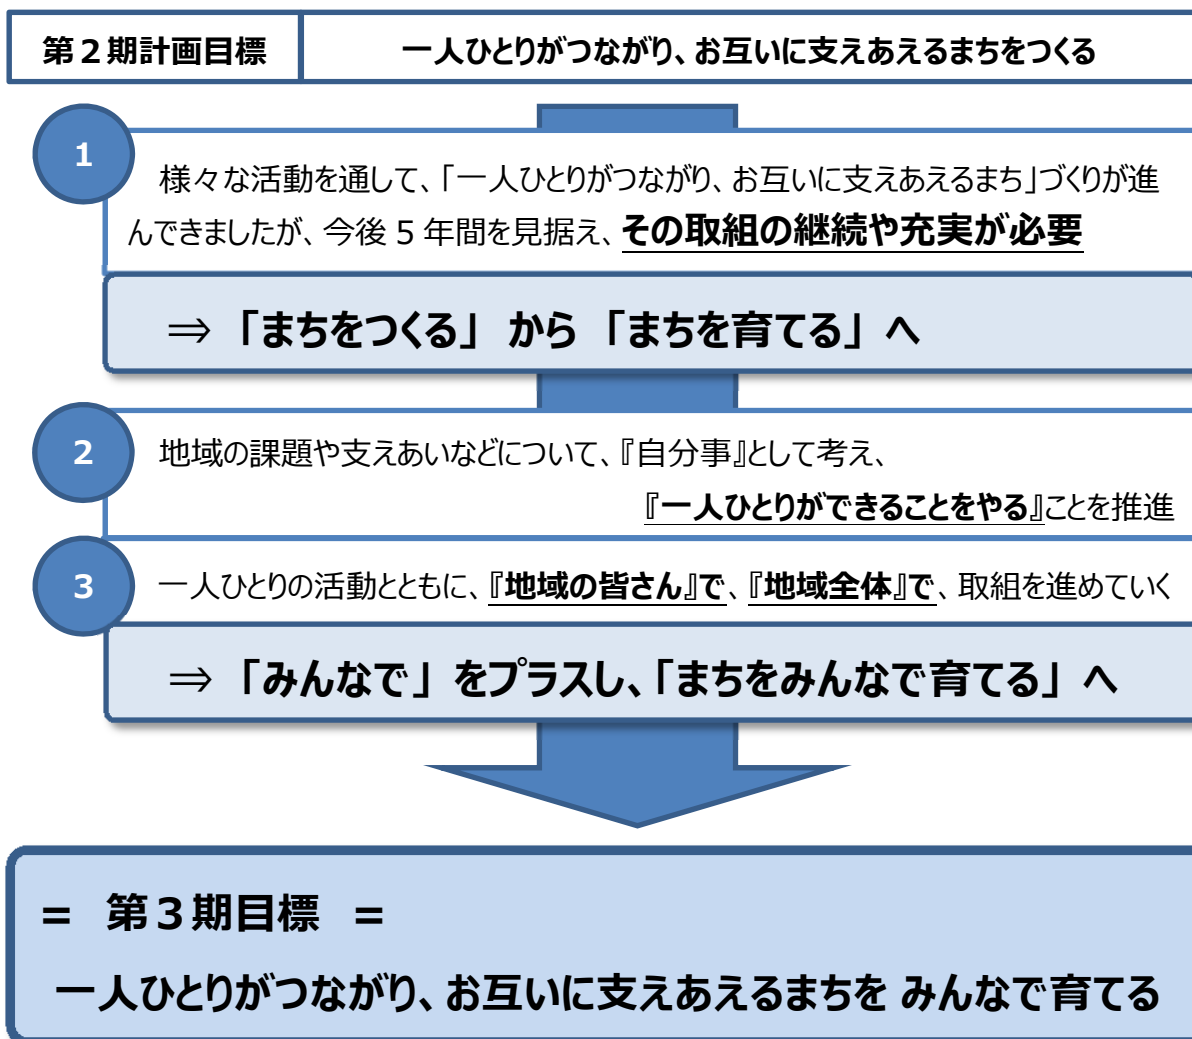 第２期計画目標
一人ひとりがつながり、お互いに支えあえるまちをつくる
1
様々な活動を通して、「一人ひとりがつながり、お互いに支えあえるまち」づくりが進
んできましたが、今後５年間を見据え、その取組の継続や充実が必要
⇒ 「まちをつくる」 から 「まちを育てる」 へ
2
地域の課題や支えあいなどについて、『自分事』として考え、
『一人ひとりができることをやる』ことを推進
3
一人ひとりの活動とともに、『地域の皆さん』で、『地域全体』で、取組を進めていく
⇒ 「みんなで」 をプラスし、「まちをみんなで育てる」 へ
= 第３期目標 =
一人ひとりがつながり、お互いに支えあえるまちを みんなで育てる